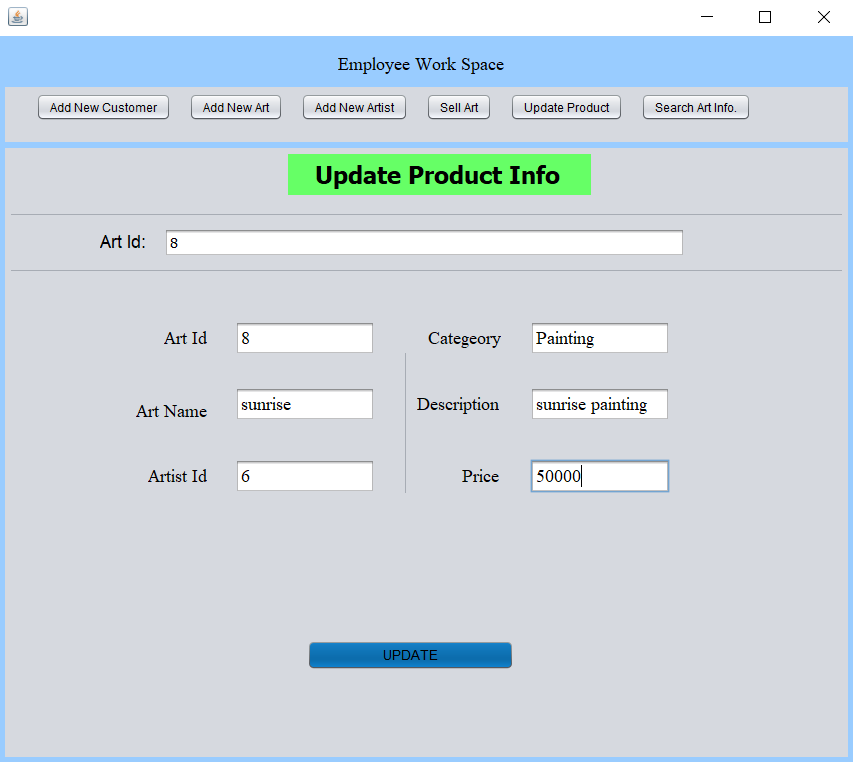 Employee Work Space
Add New Customer Add New Art Add New Artist Sell Art Update Product Search Art Info.
Update Product Info
Art Id: 8
Art Id 8 Categeory Painting
Art Name sunrise Description sunrise painting
Artist Id 6 Price 50000
UPDATE